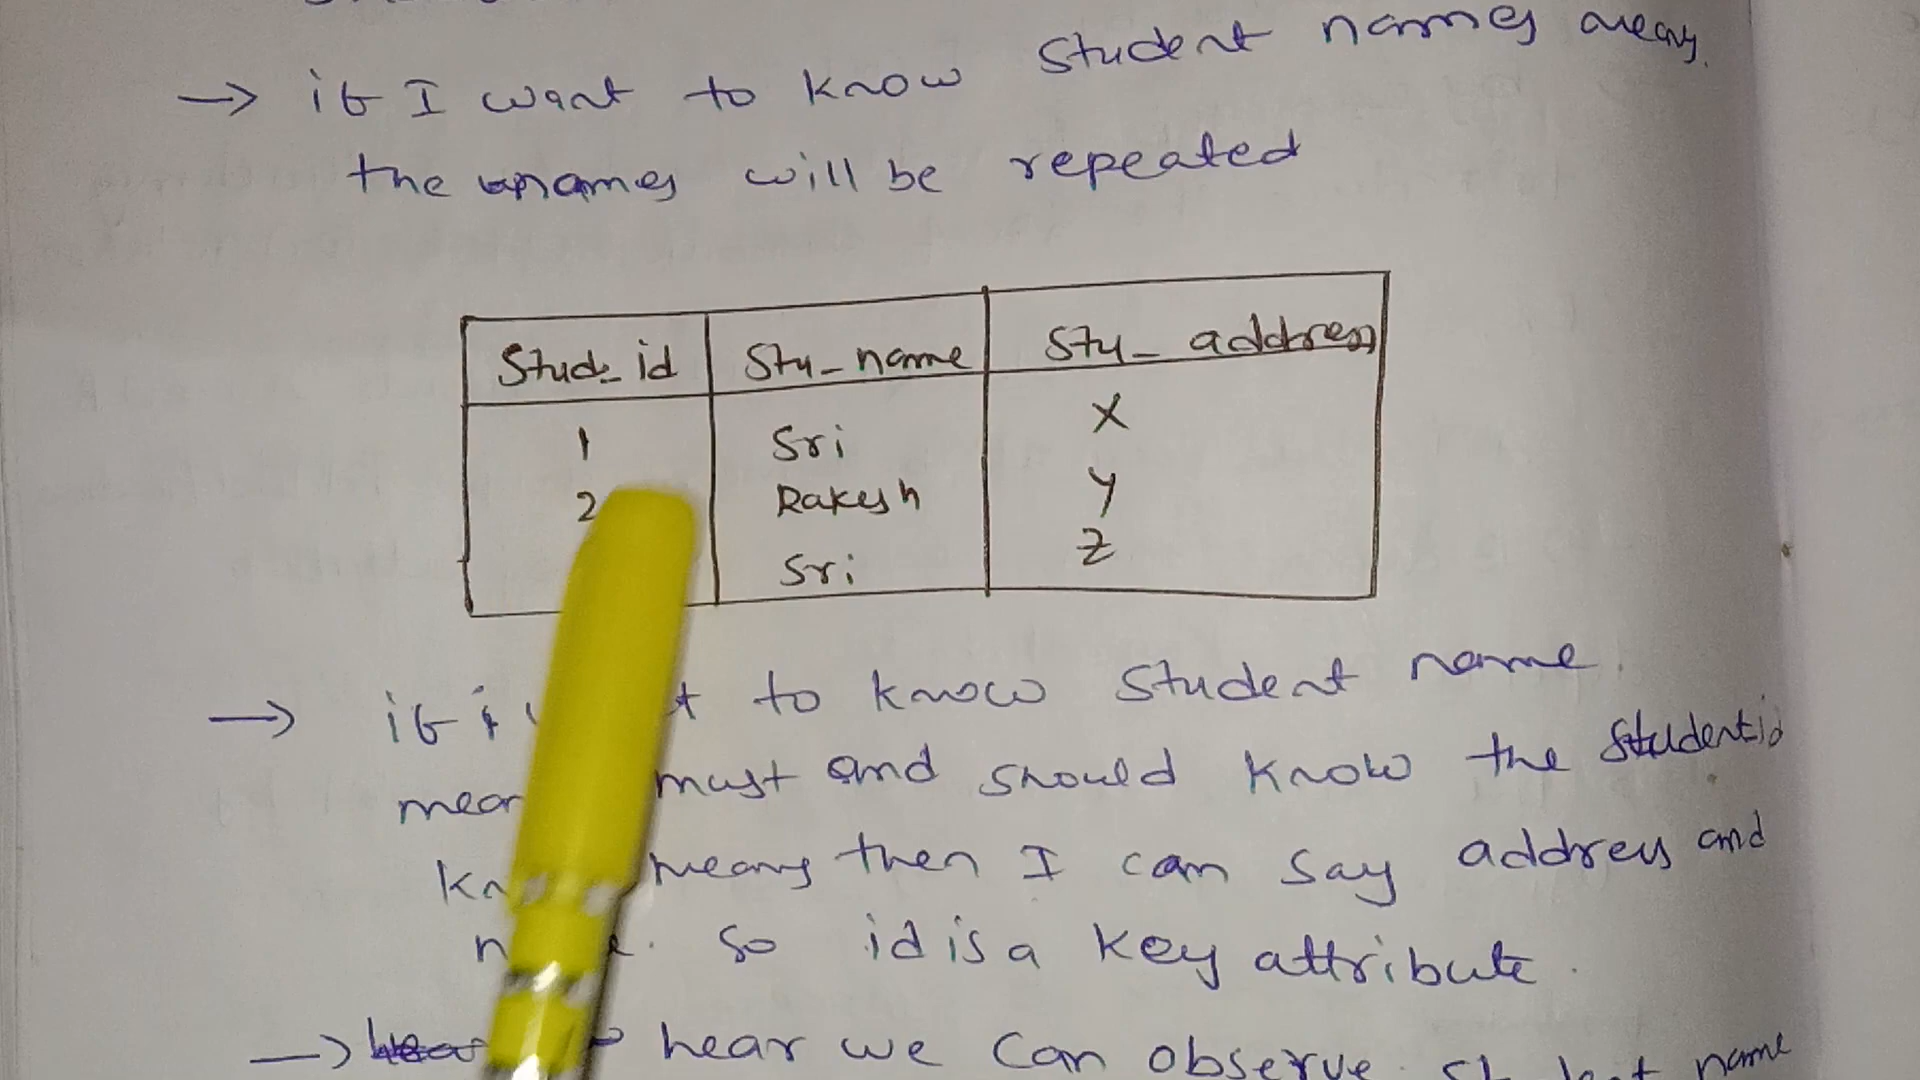 → if I want to know student names means
the names will be repeated
Stud_id Stu_name Stu_address
1 Sri X
2 Rakesh Y
Sri Z
→ if i to know student name
must and should know the studentid
means then I can say address and
so id is a key attribute.
→ hear we can observe name